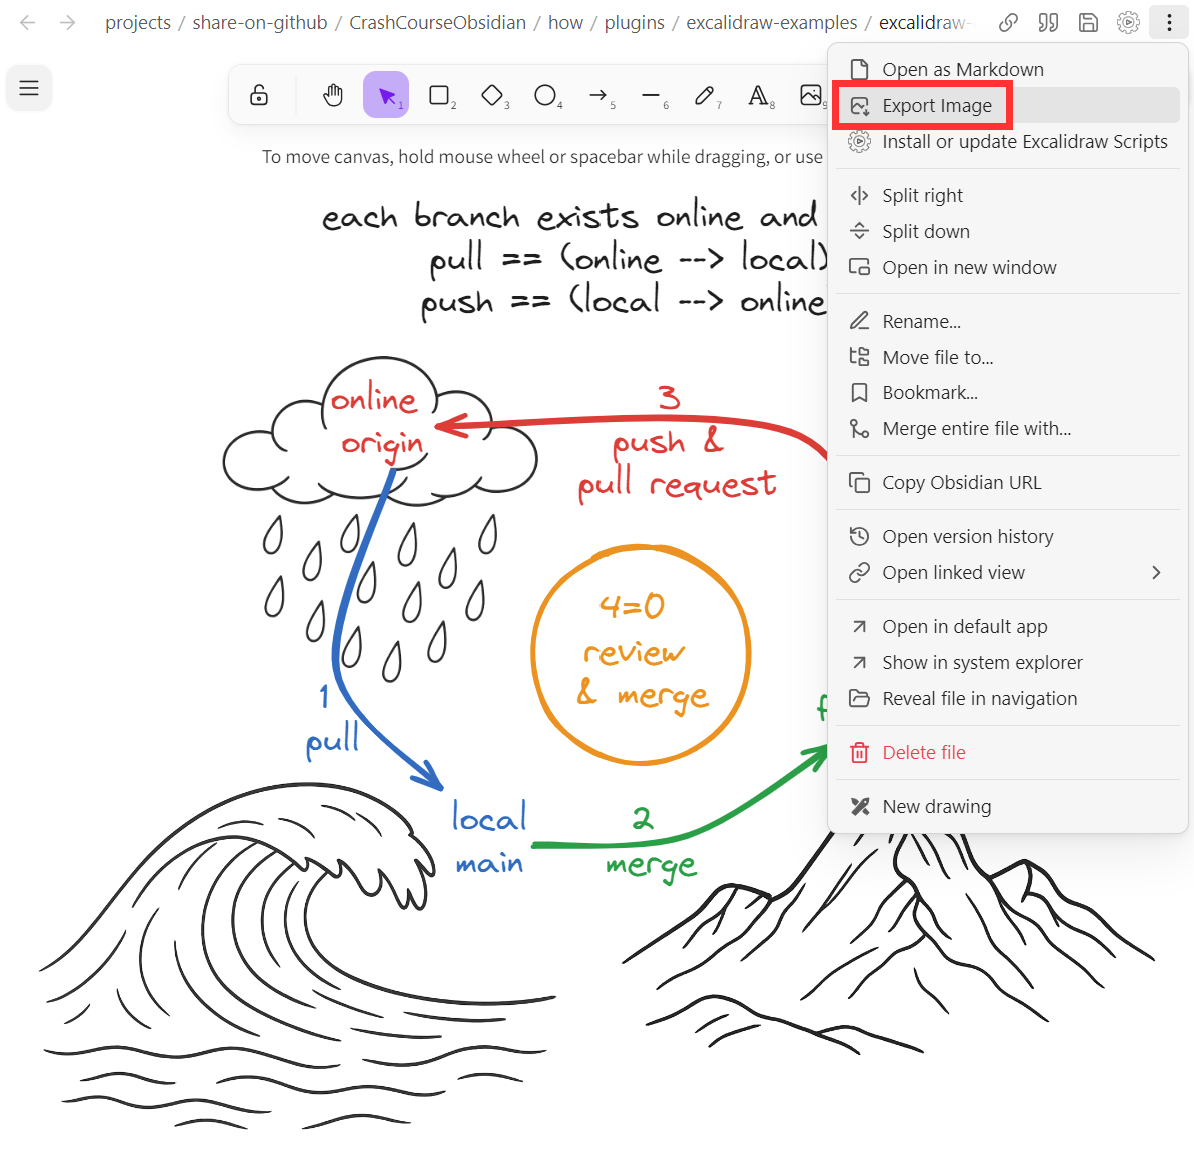 projects / share-on-github / CrashCourseObsidian / how / plugins / excalidraw-examples / excalidraw-
1
2
3
4
5
6
7
8
9
To move canvas, hold mouse wheel or spacebar while dragging, or use
each branch exists online and
pull == (online --> local)
push == (local --> online
online
origin
3
push &
pull request
4=0
review
& merge
1
pull
local
main
2
merge
f
Open as Markdown
Export Image
Install or update Excalidraw Scripts
Split right
Split down
Open in new window
Rename...
Move file to...
Bookmark...
Merge entire file with...
Copy Obsidian URL
Open version history
Open linked view
Open in default app
Show in system explorer
Reveal file in navigation
Delete file
New drawing